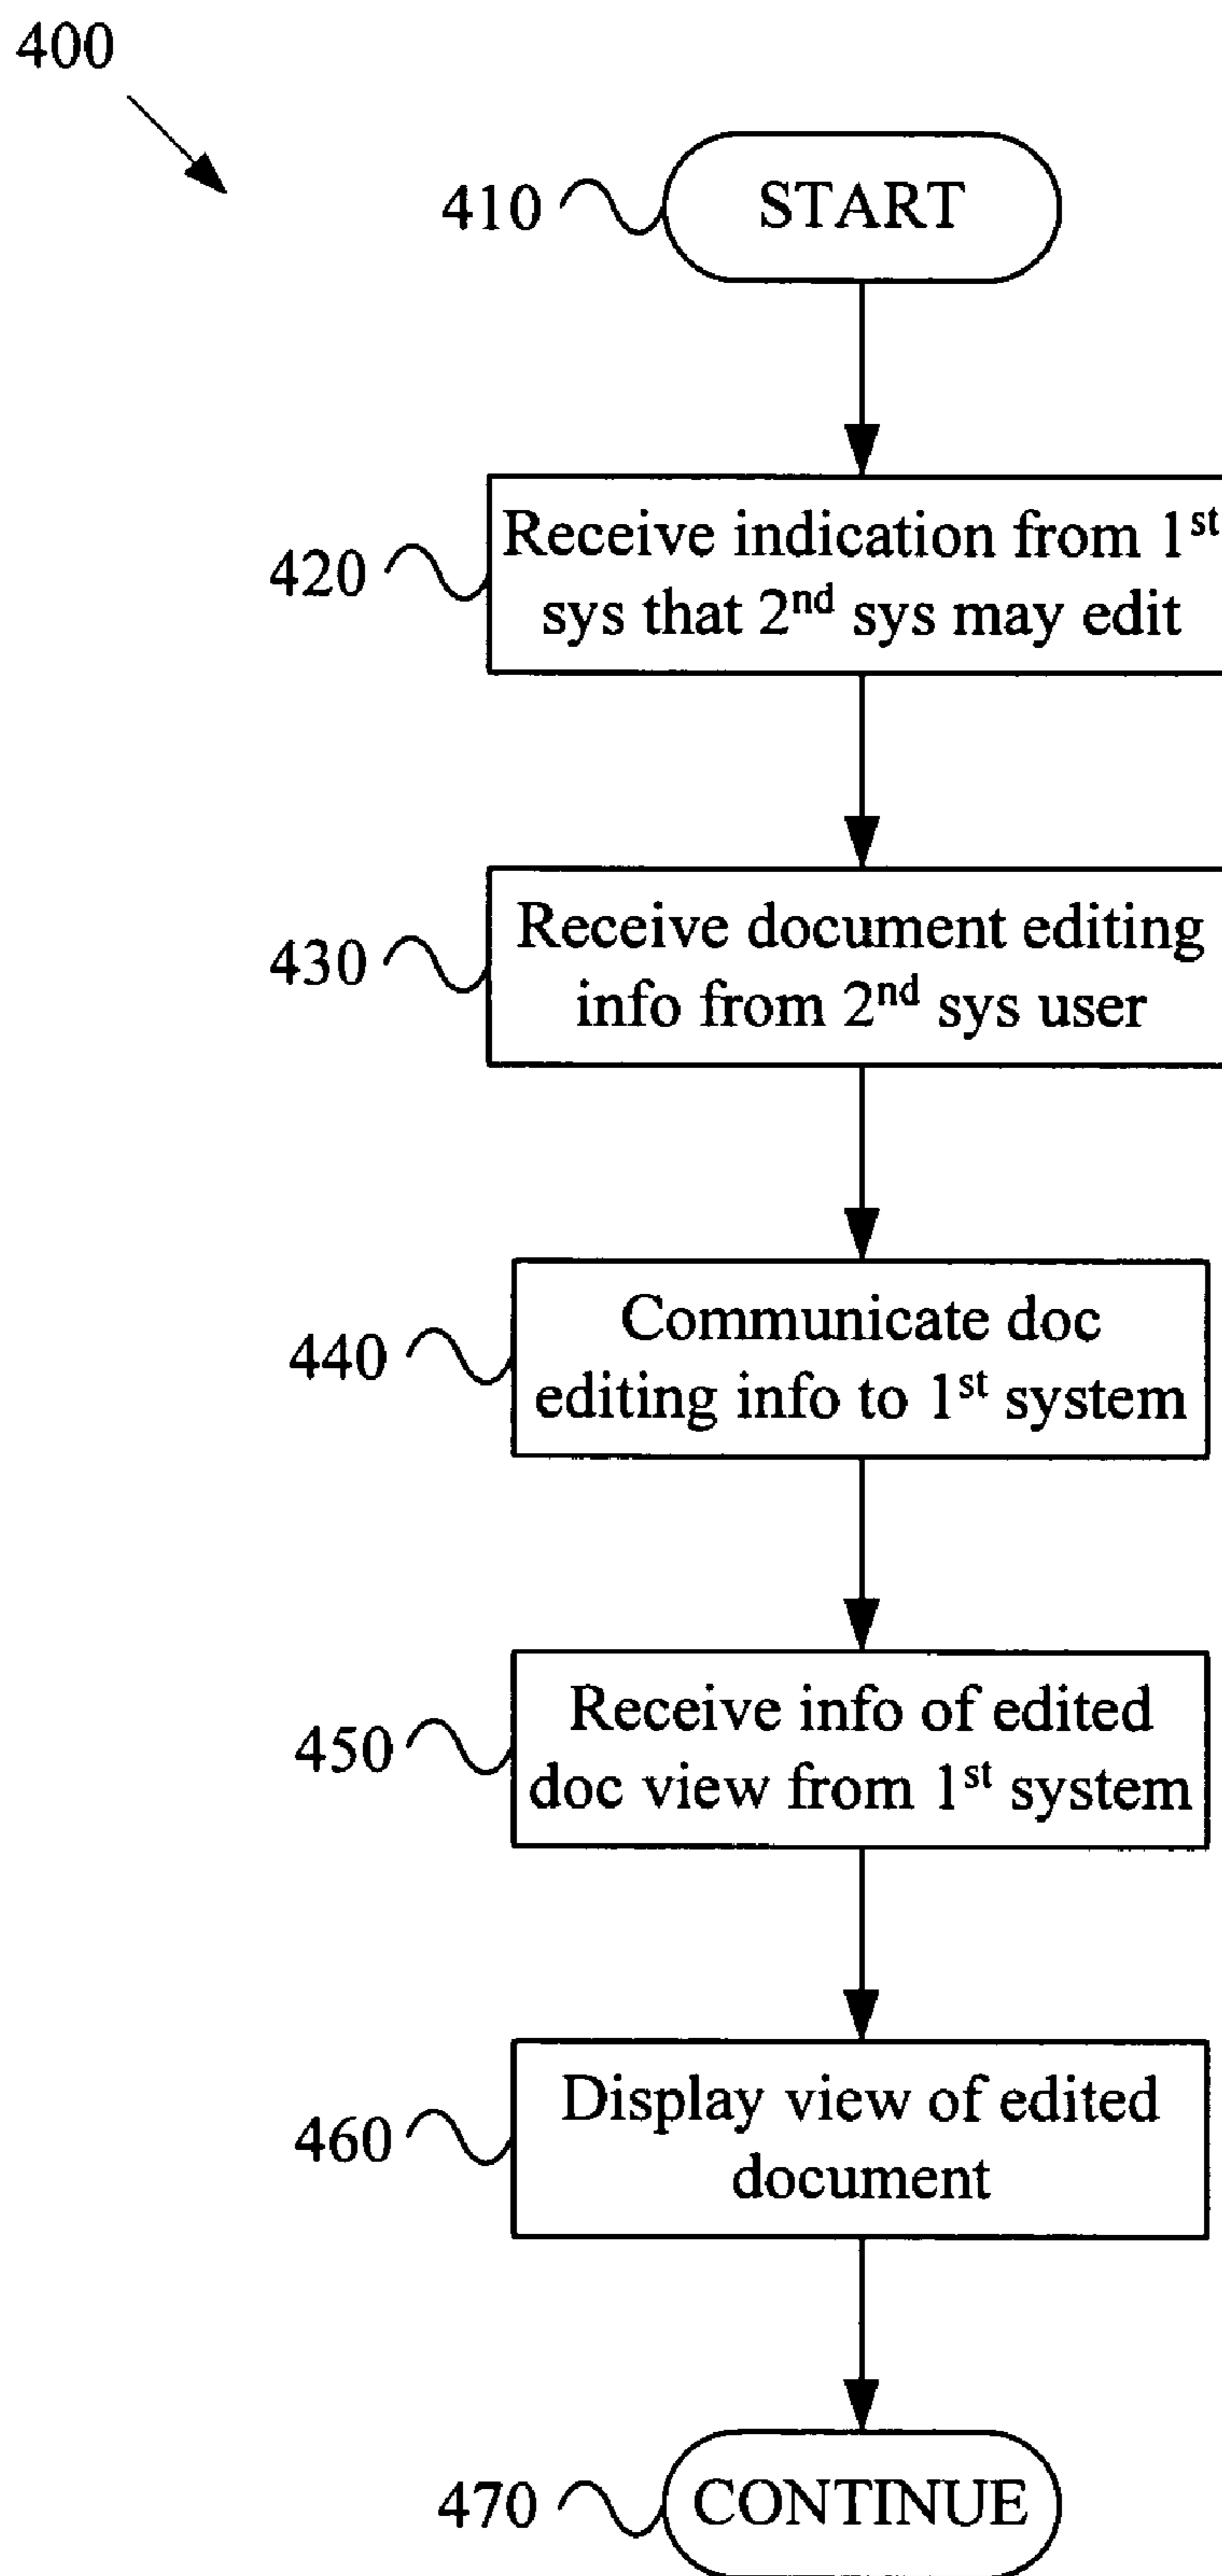 400
410
START
420
Receive indication from 1st
sys that 2nd sys may edit
430
Receive document editing
info from 2nd sys user
440
Communicate doc
editing info to 1st system
450
Receive info of edited
doc view from 1st system
460
Display view of edited
document
470
CONTINUE